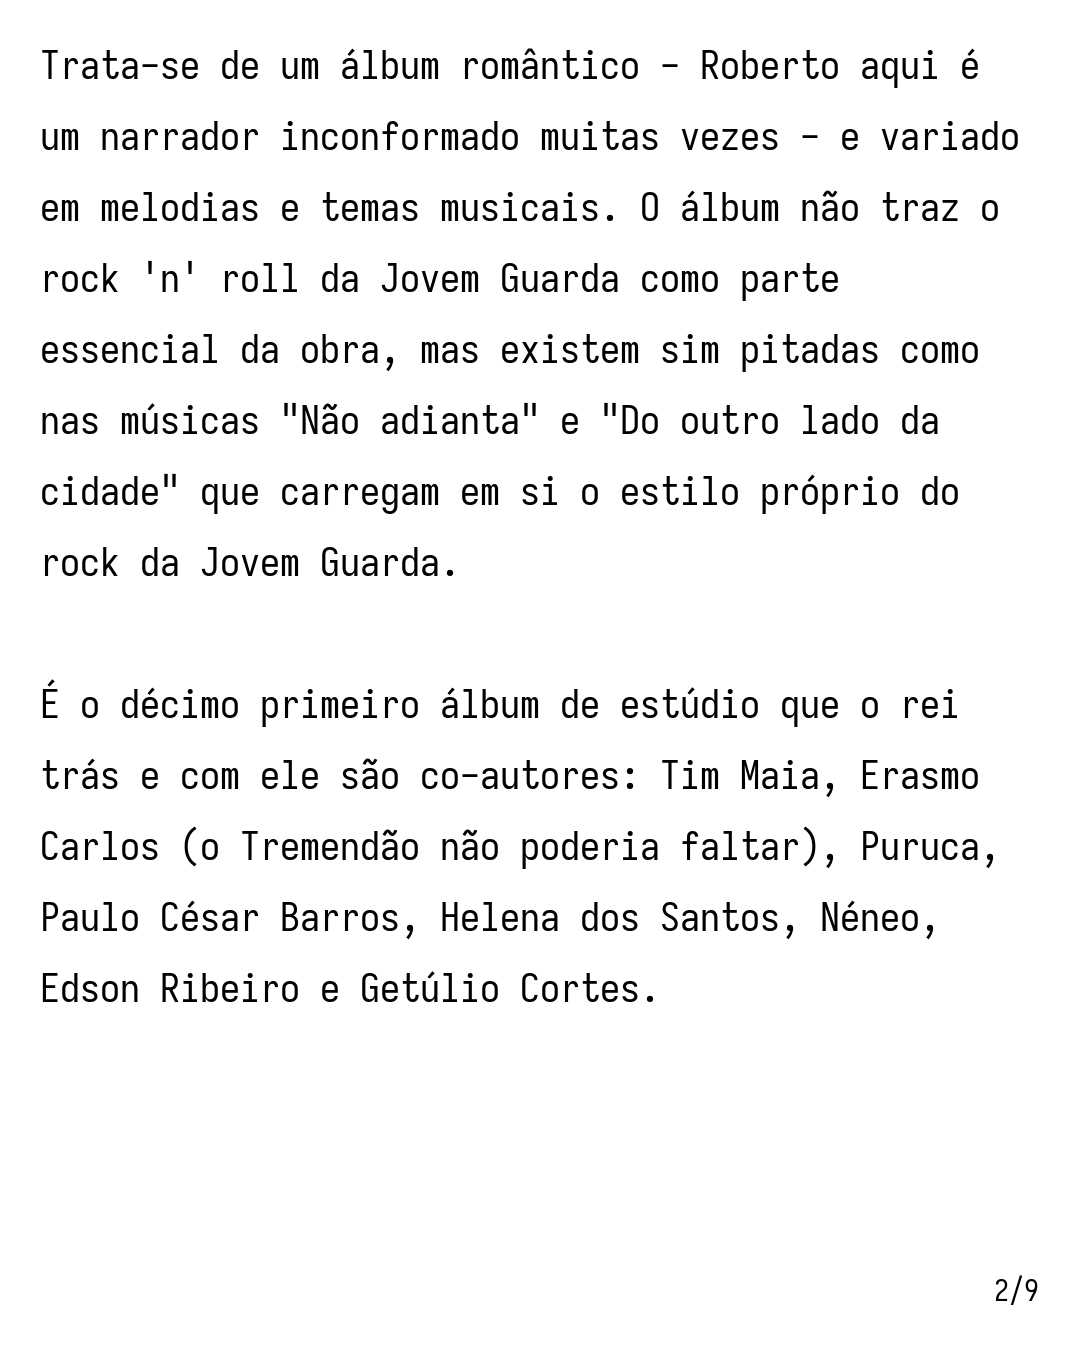 Trata-se de um álbum romântico - Roberto aqui é
um narrador inconformado muitas vezes - e variado
em melodias e temas musicais. O álbum não traz o
rock 'n' roll da Jovem Guarda como parte
essencial da obra, mas existem sim pitadas como
nas músicas "Não adianta" e "Do outro lado da
cidade" que carregam em si o estilo próprio do
rock da Jovem Guarda.
É o décimo primeiro álbum de estúdio que o rei
trás e com ele são co-autores: Tim Maia, Erasmo
Carlos (o Tremendão não poderia faltar), Puruca,
Paulo César Barros, Helena dos Santos, Néneo,
Edson Ribeiro e Getúlio Cortes.
2/9